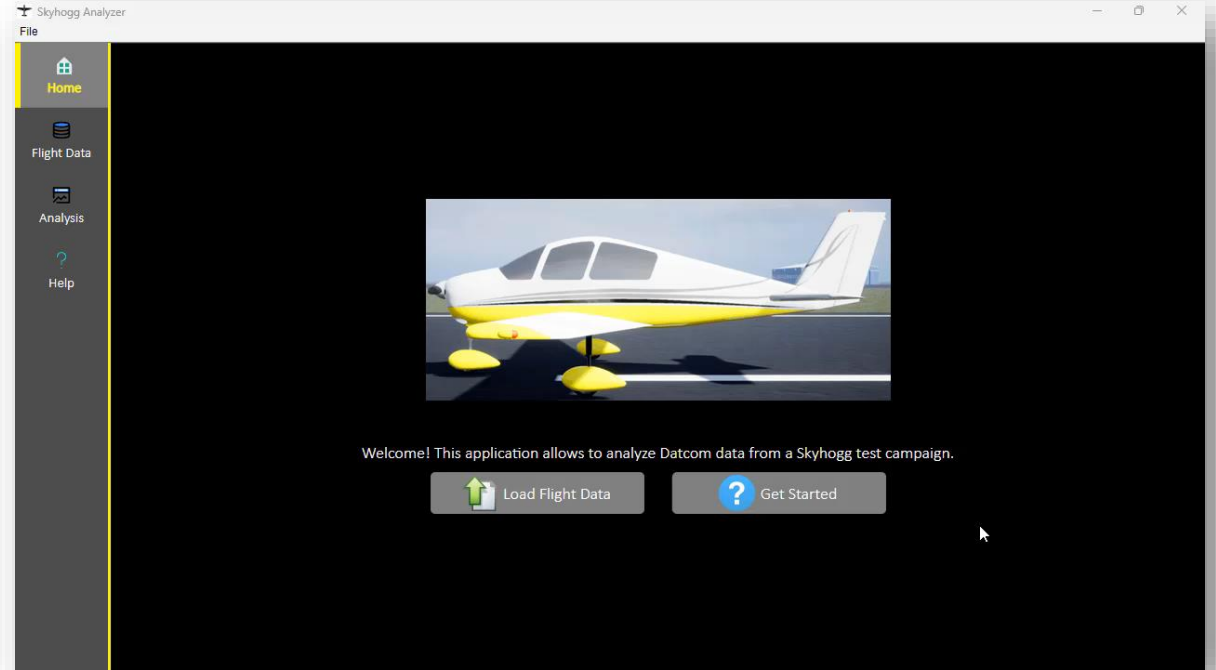 Skyhogg Analyzer
File
Home
Flight Data
Analysis
?
Help
Welcome! This application allows to analyze Datcom data from a Skyhogg test campaign.
Load Flight Data
? Get Started